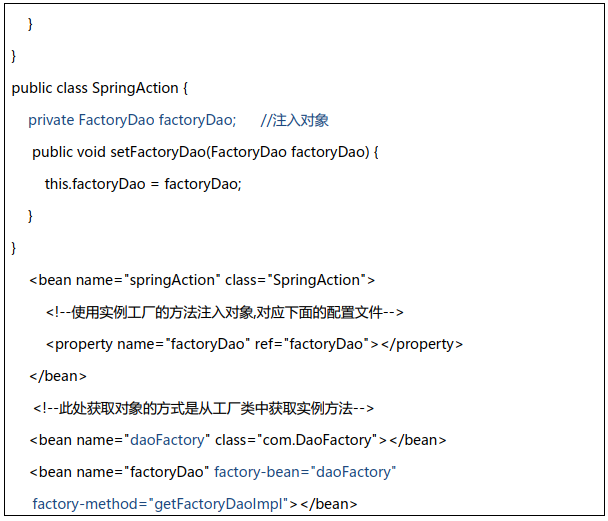 }
}
public class SpringAction {
private FactoryDao factoryDao; //注入对象
public void setFactoryDao(FactoryDao factoryDao) {
this.factoryDao = factoryDao;
}
}
<bean name="springAction" class="SpringAction">
<!--使用实例工厂的方法注入对象,对应下面的配置文件-->
<property name="factoryDao" ref="factoryDao"></property>
</bean>
<!--此处获取对象的方式是从工厂类中获取实例方法-->
<bean name="daoFactory" class="com.DaoFactory"></bean>
<bean name="factoryDao" factory-bean="daoFactory"
factory-method="getFactoryDaoImpl"></bean>